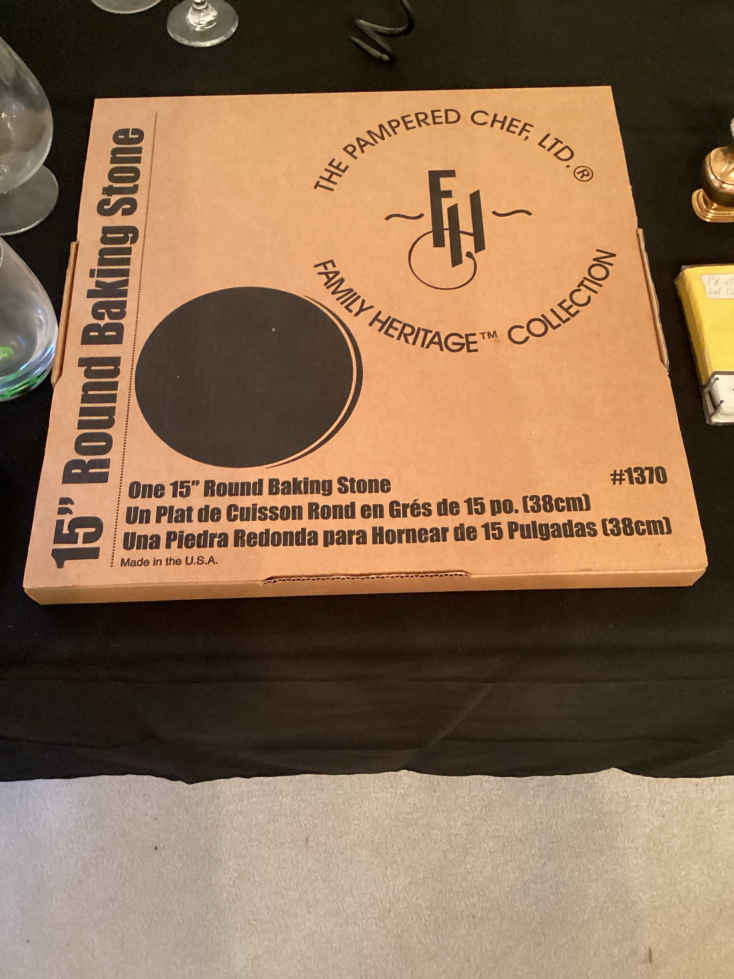 15” Round Baking Stone
THE PAMPERED CHEF, LTD.®
FH
FAMILY HERITAGE™ COLLECTION
#1370
One 15” Round Baking Stone
Un Plat de Cuisson Rond en Grés de 15 po. (38cm)
Una Piedra Redonda para Hornear de 15 Pulgadas (38cm)
Made in the U.S.A.